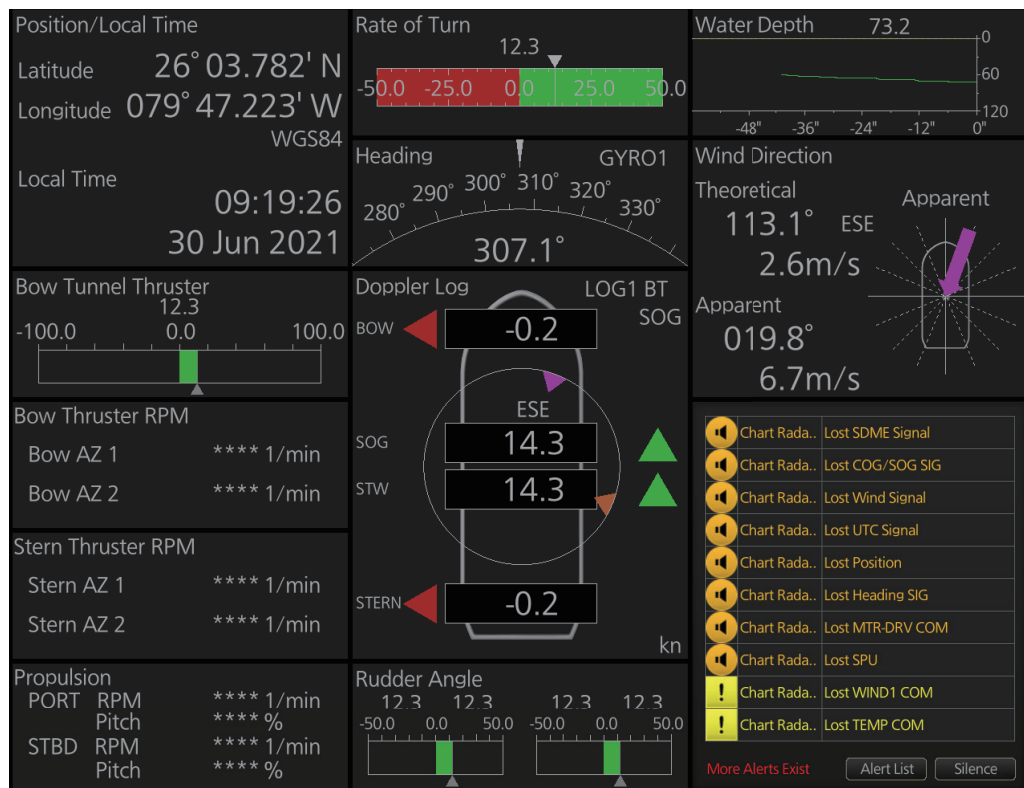 Position/Local Time
Latitude 26° 03.782' N
Longitude 079° 47.223' W
WGS84
Local Time
09:19:26
30 Jun 2021
Rate of Turn
12.3
-50.0 -25.0 0.0 25.0 50.0
Water Depth 73.2
0
60
120
-48" -36" -24" -12" 0"
Heading GYRO1
280° 290° 300° 310° 320° 330°
307.1°
Wind Direction
Theoretical
113.1° ESE
2.6m/s
Apparent
Apparent
019.8°
6.7m/s
Bow Tunnel Thruster
12.3
-100.0 0.0 100.0
Bow Thruster RPM
Bow AZ 1 **** 1/min
Bow AZ 2 **** 1/min
Stern Thruster RPM
Stern AZ 1 **** 1/min
Stern AZ 2 **** 1/min
Propulsion
PORT RPM **** 1/min
Pitch **** %
STBD RPM **** 1/min
Pitch **** %
Doppler Log LOG1 BT
SOG
BOW -0.2
ESE
SOG 14.3
STW 14.3
STERN -0.2
kn
Rudder Angle
12.3 12.3 12.3 12.3
-50.0 0.0 50.0 -50.0 0.0 50.0
Chart Rada.. Lost SDME Signal
Chart Rada.. Lost COG/SOG SIG
Chart Rada.. Lost Wind Signal
Chart Rada.. Lost UTC Signal
Chart Rada.. Lost Position
Chart Rada.. Lost Heading SIG
Chart Rada.. Lost MTR-DRV COM
Chart Rada.. Lost SPU
! Chart Rada.. Lost WIND1 COM
! Chart Rada.. Lost TEMP COM
More Alerts Exist Alert List Silence